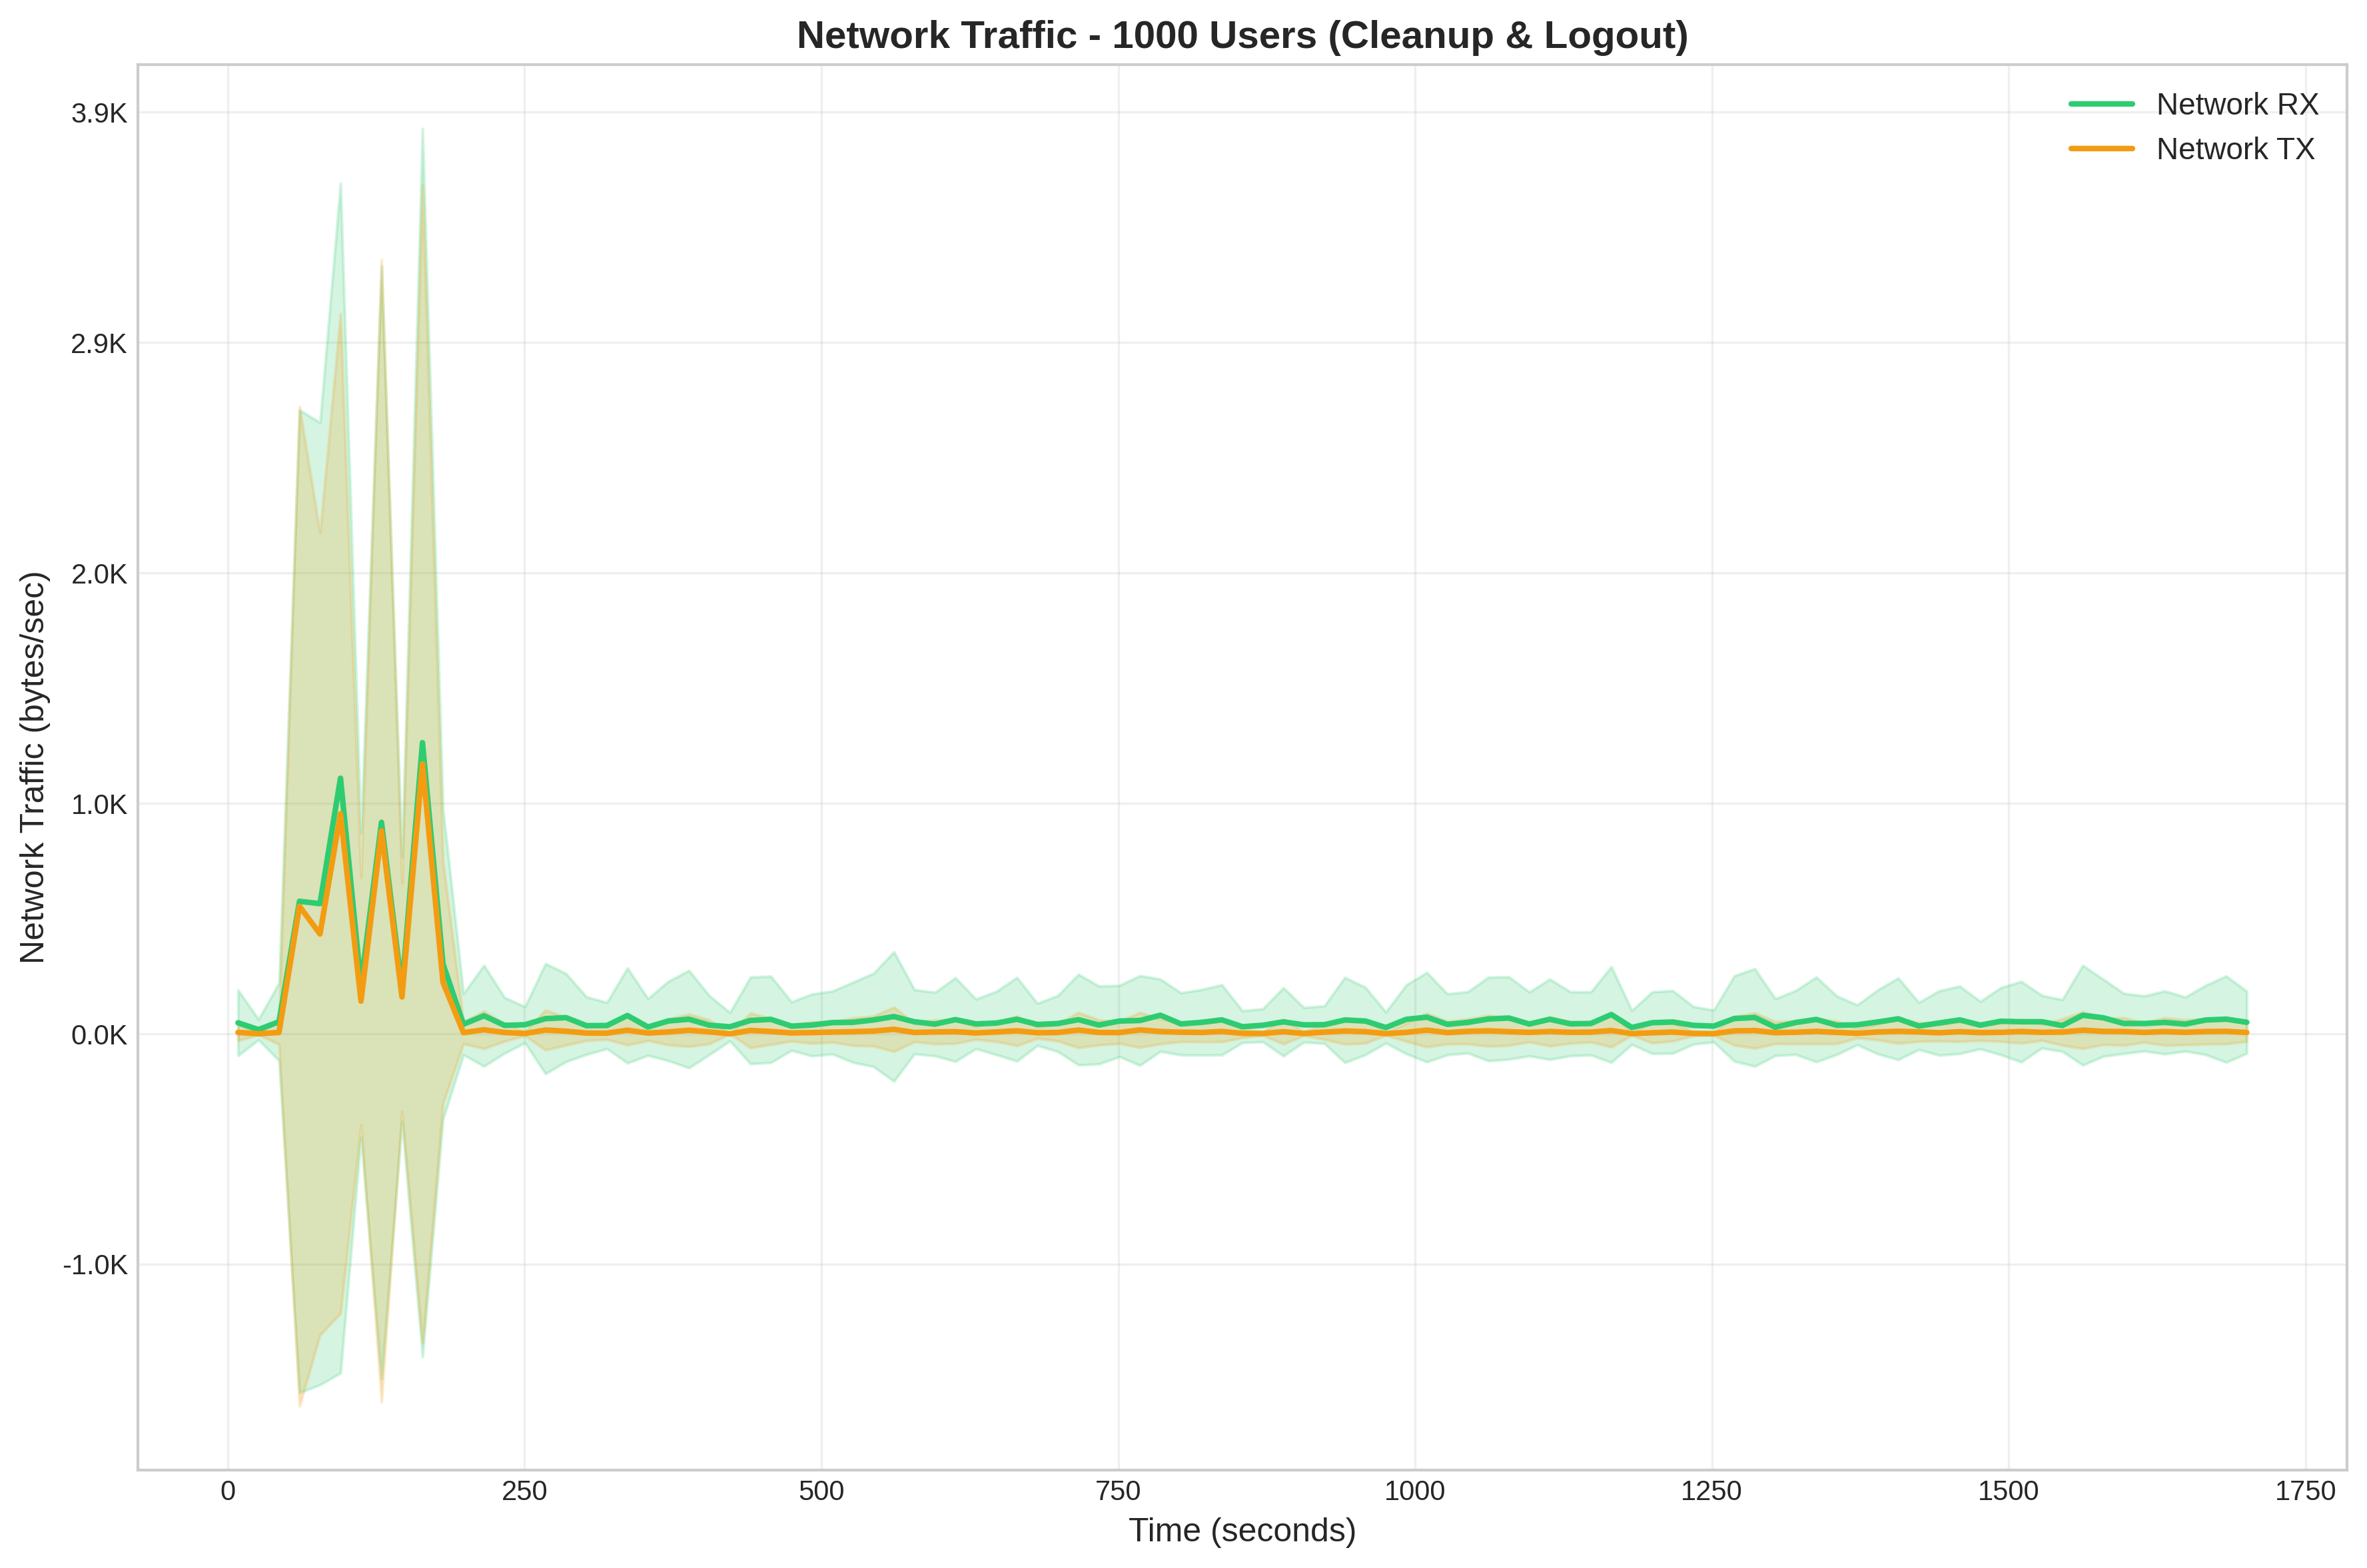 Network Traffic - 1000 Users (Cleanup & Logout)
Network RX
Network TX
Network Traffic (bytes/sec)
3.9K
2.9K
2.0K
1.0K
0.0K
-1.0K
0 250 500 750 1000 1250 1500 1750
Time (seconds)